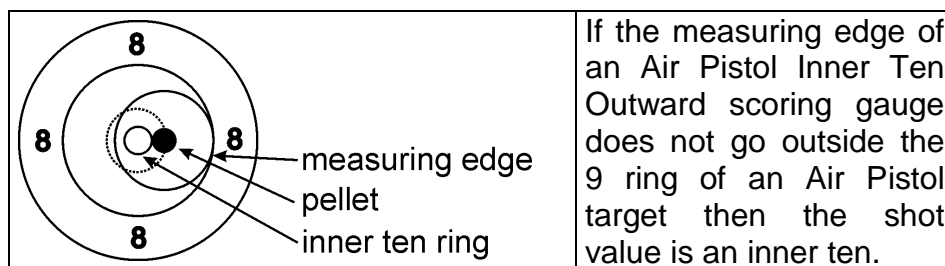 8
8
8
8
measuring edge
pellet
inner ten ring
If the measuring edge of
an Air Pistol Inner Ten
Outward scoring gauge
does not go outside the
9 ring of an Air Pistol
target then the shot
value is an inner ten.